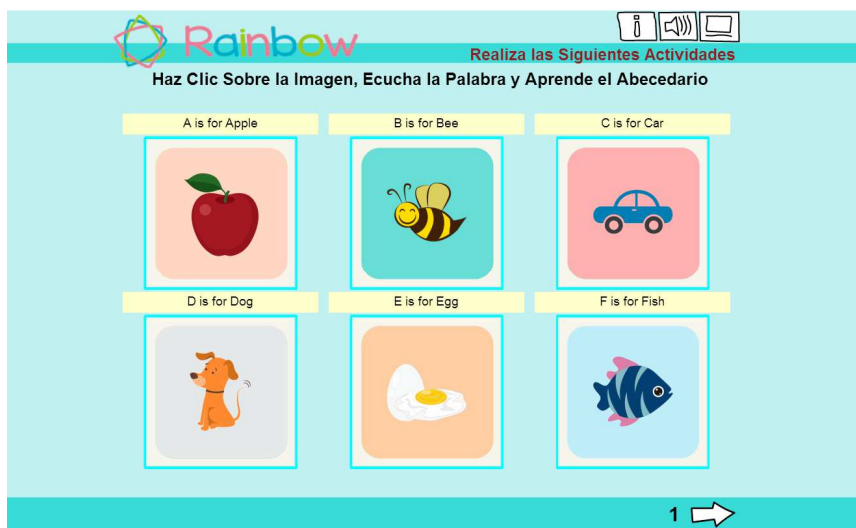 Rainbow
i
Realiza las Siguientes Actividades
Haz Clic Sobre la Imagen, Ecucha la Palabra y Aprende el Abecedario
A is for Apple
B is for Bee
C is for Car
D is for Dog
E is for Egg
F is for Fish
1